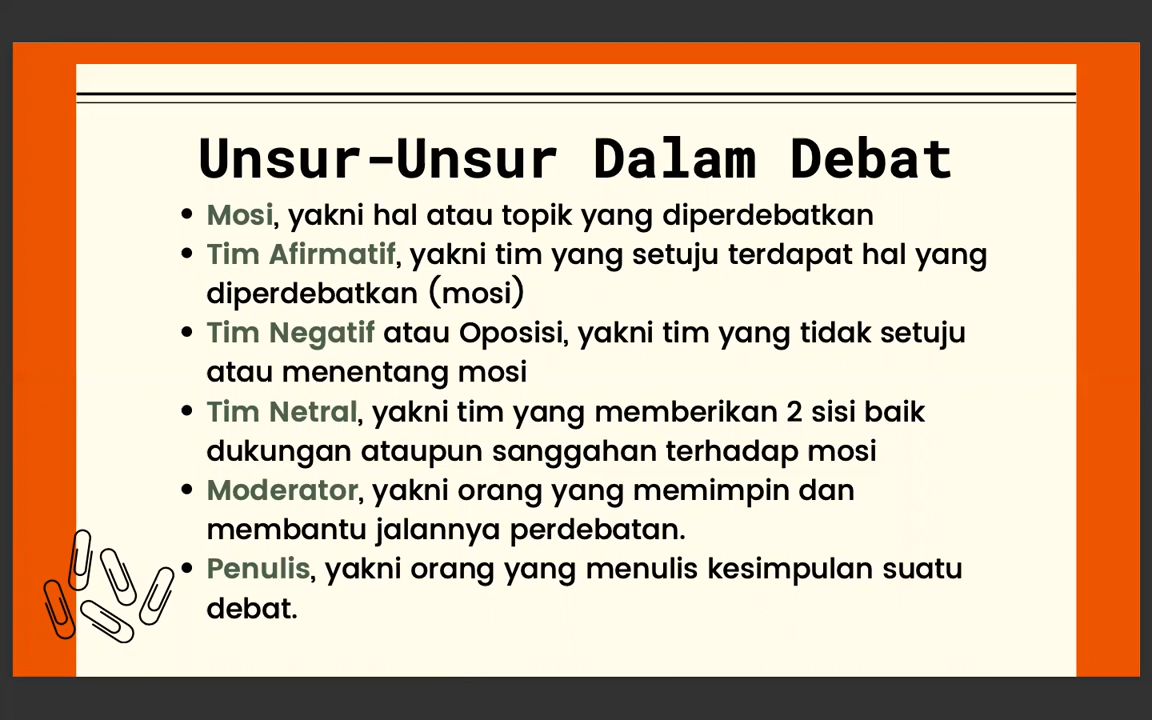 Unsur-Unsur Dalam Debat
• Mosi, yakni hal atau topik yang diperdebatkan
• Tim Afirmatif, yakni tim yang setuju terdapat hal yang
diperdebatkan (mosi)
• Tim Negatif atau Oposisi, yakni tim yang tidak setuju
atau menentang mosi
• Tim Netral, yakni tim yang memberikan 2 sisi baik
dukungan ataupun sanggahan terhadap mosi
• Moderator, yakni orang yang memimpin dan
membantu jalannya perdebatan.
• Penulis, yakni orang yang menulis kesimpulan suatu
debat.